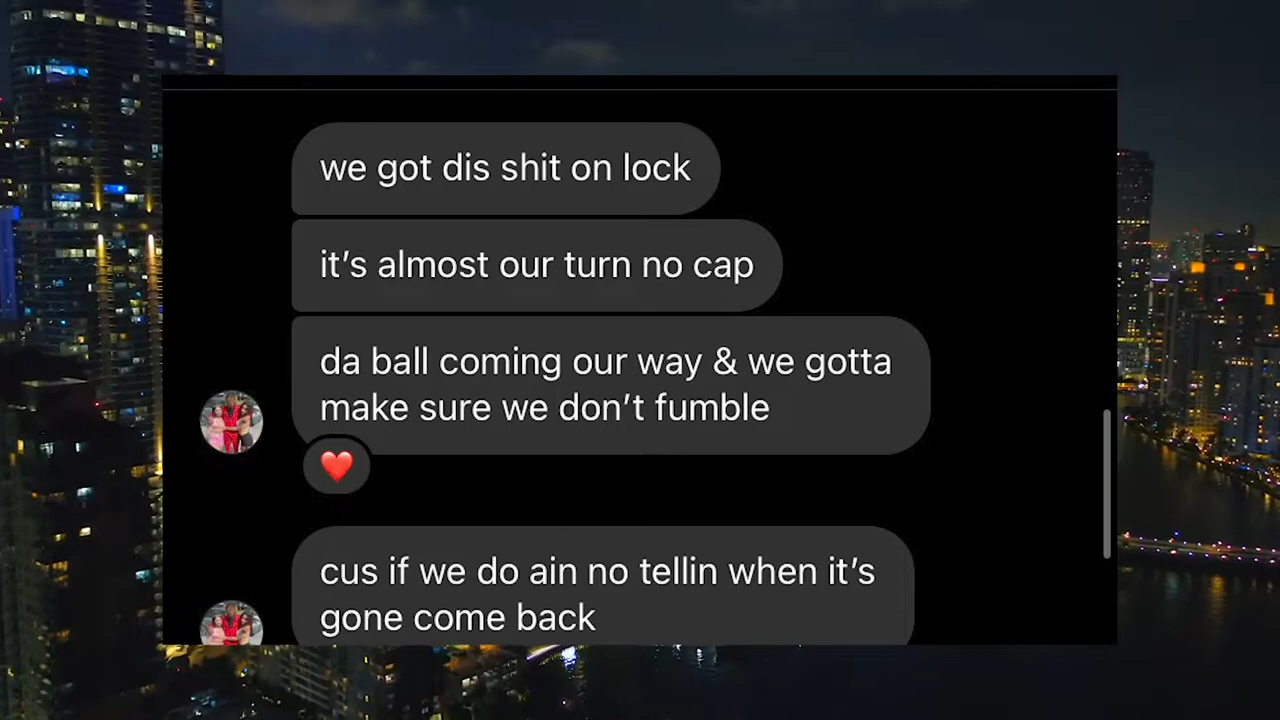 we got dis shit on lock
it’s almost our turn no cap
da ball coming our way & we gotta
make sure we don’t fumble
cus if we do ain no tellin when it’s
gone come back